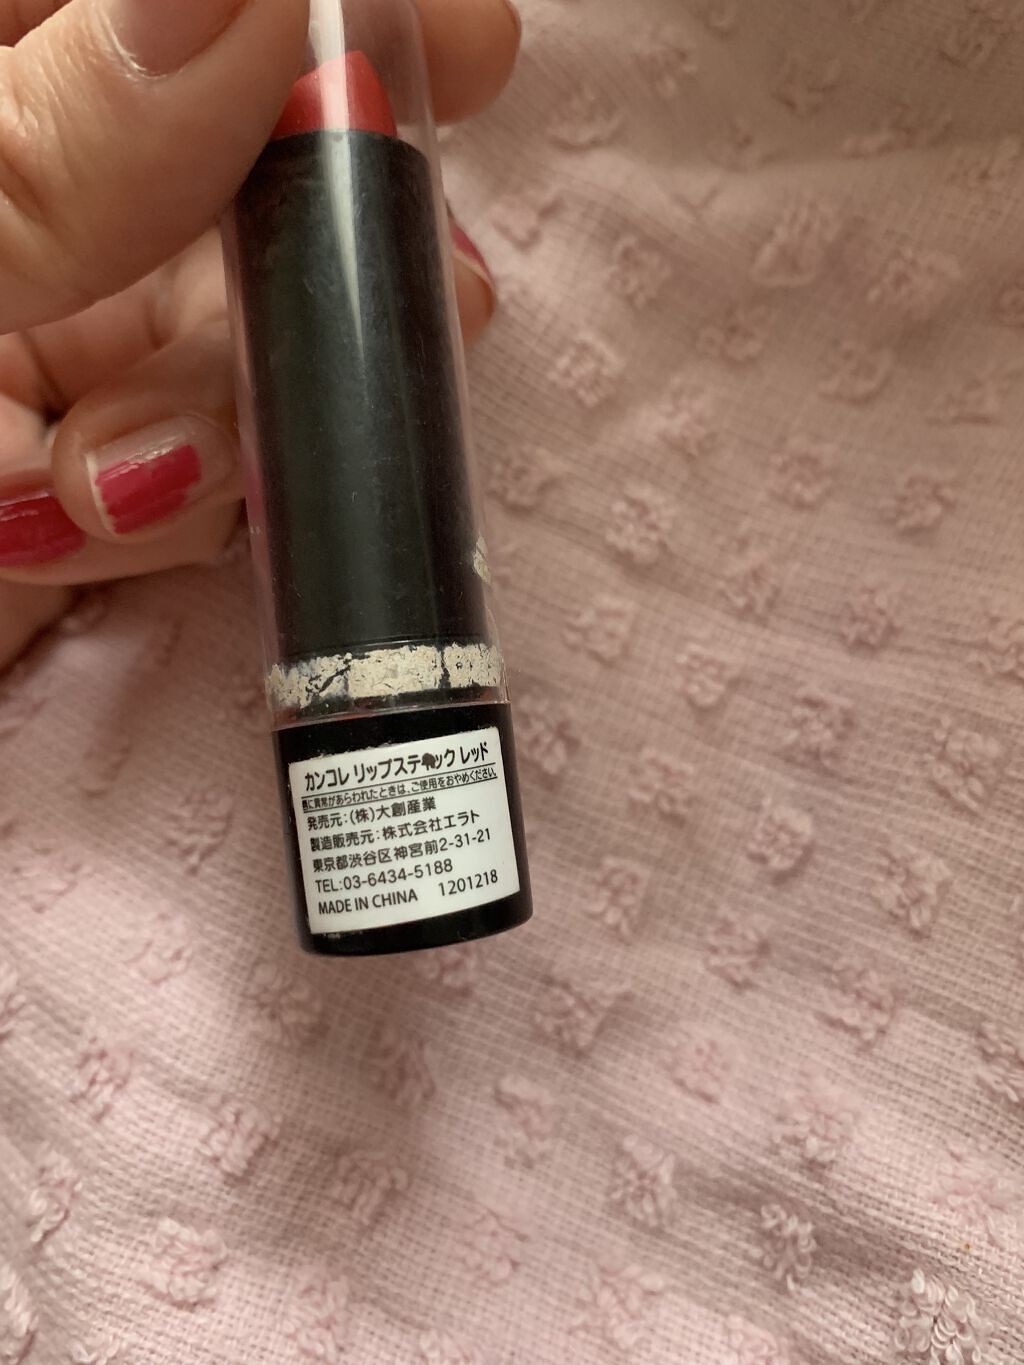 カンコレ リップスティック レッド
唇に異常があらわれたときは、ご使用をおやめください。
発売元:(株)大創産業
製造販売元:株式会社エラト
東京都渋谷区神宮前2-31-21
TEL:03-6434-5188
MADE IN CHINA 1201218